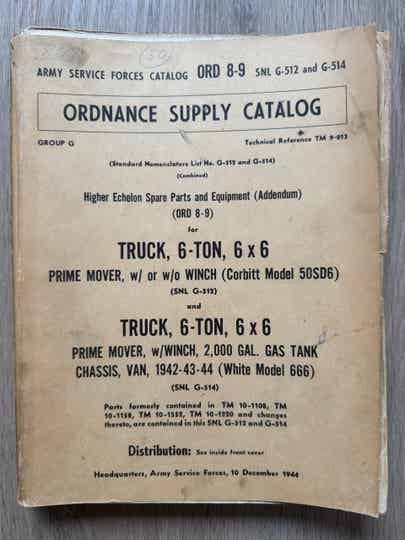 ARMY SERVICE FORCES CATALOG ORD 8-9 SNL G-512 and G-514
ORDNANCE SUPPLY CATALOG
GROUP G Technical Reference TM 9-813
(Standard Nomenclature List No. G-512 and G-514)
(Combined)
Higher Echelon Spare Parts and Equipment (Addendum)
(ORD 8-9)
for
TRUCK, 6-TON, 6 x 6
PRIME MOVER, w/ or w/o WINCH (Corbitt Model 50SD6)
(SNL G-512)
and
TRUCK, 6-TON, 6 x 6
PRIME MOVER, w/WINCH, 2,000 GAL. GAS TANK
CHASSIS, VAN, 1942-43-44 (White Model 666)
(SNL G-514)
Parts formerly contained in TM 10-1108, TM
10-1158, TM 10-1552, TM 10-1220 and changes
thereto, are contained in this SNL G-512 and G-514
Distribution: See inside front cover
Headquarters, Army Service Forces, 10 December 1944